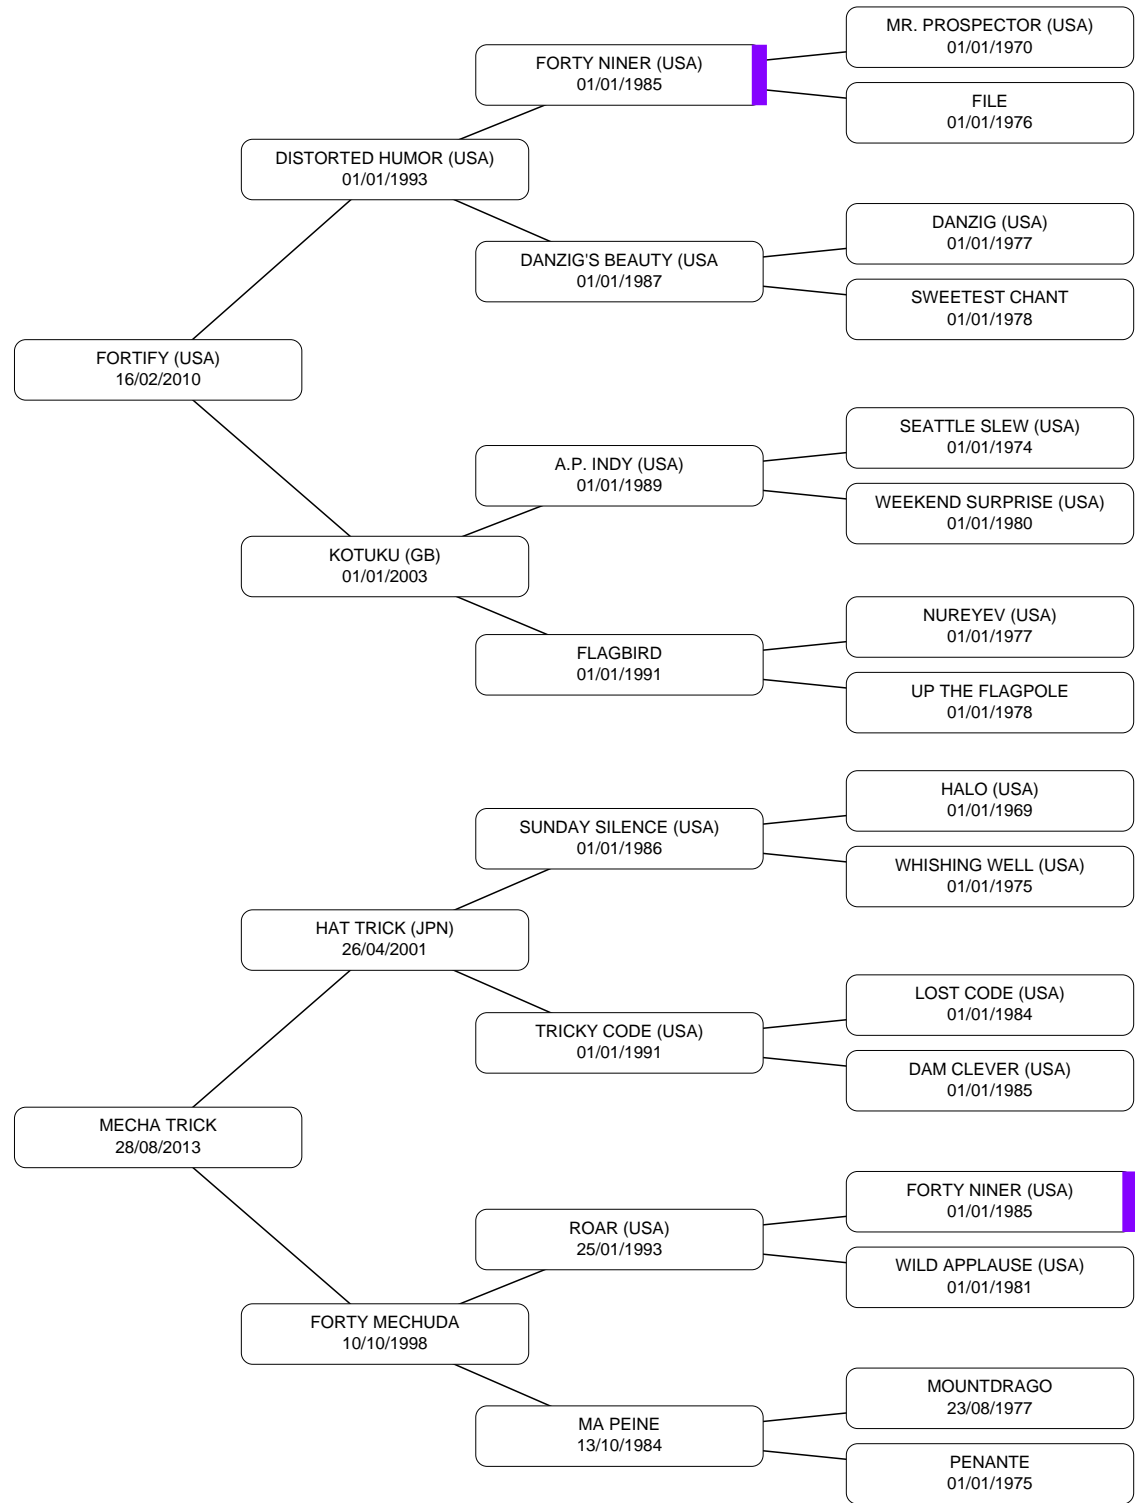 MR. PROSPECTOR (USA)
01/01/1970
FORTY NINER (USA)
01/01/1985
FILE
01/01/1976
DISTORTED HUMOR (USA)
01/01/1993
DANZIG (USA)
01/01/1977
DANZIG'S BEAUTY (USA
01/01/1987
SWEETEST CHANT
01/01/1978
FORTIFY (USA)
16/02/2010
SEATTLE SLEW (USA)
01/01/1974
A.P. INDY (USA)
01/01/1989
WEEKEND SURPRISE (USA)
01/01/1980
KOTUKU (GB)
01/01/2003
NUREYEV (USA)
01/01/1977
FLAGBIRD
01/01/1991
UP THE FLAGPOLE
01/01/1978
HALO (USA)
01/01/1969
SUNDAY SILENCE (USA)
01/01/1986
WHISHING WELL (USA)
01/01/1975
HAT TRICK (JPN)
26/04/2001
LOST CODE (USA)
01/01/1984
TRICKY CODE (USA)
01/01/1991
DAM CLEVER (USA)
01/01/1985
MECHA TRICK
28/08/2013
FORTY NINER (USA)
01/01/1985
ROAR (USA)
25/01/1993
WILD APPLAUSE (USA)
01/01/1981
FORTY MECHUDA
10/10/1998
MOUNTDRAGO
23/08/1977
MA PEINE
13/10/1984
PENANTE
01/01/1975